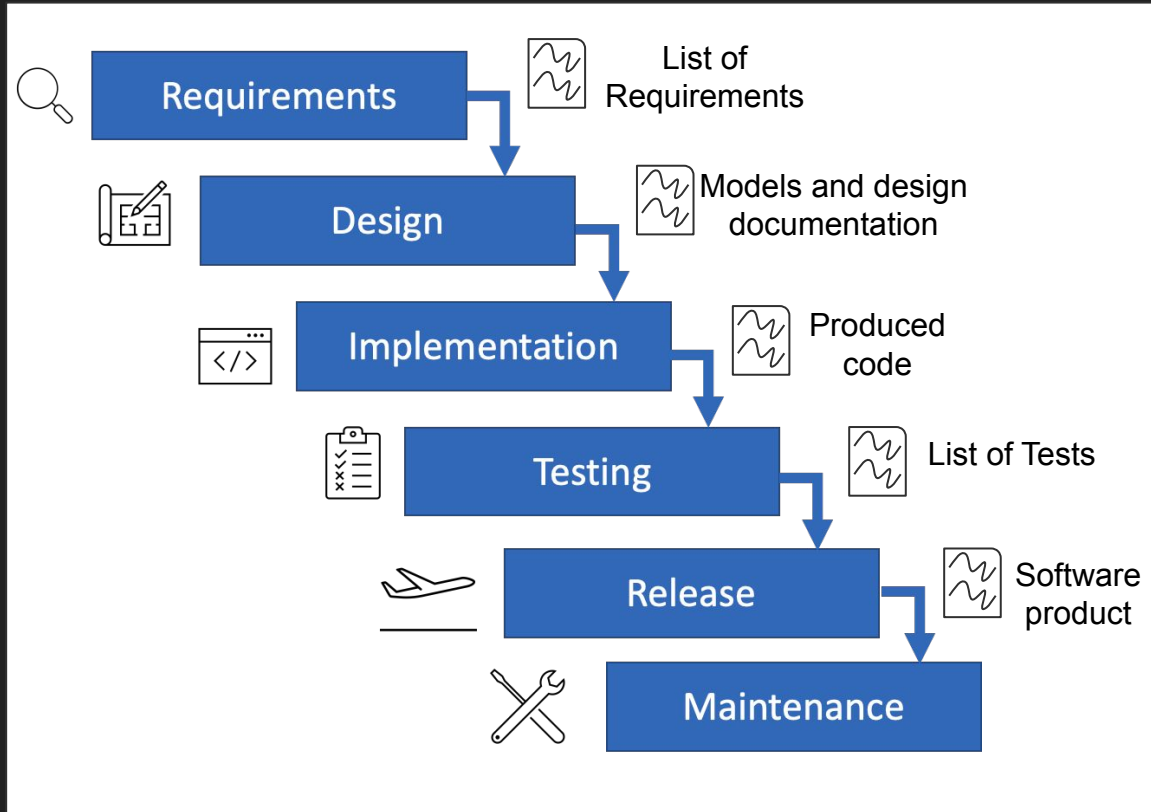 Requirements
List of
Requirements
Design
Models and design
documentation
Implementation
</>
Produced
code
Testing
List of Tests
Release
Software
product
Maintenance